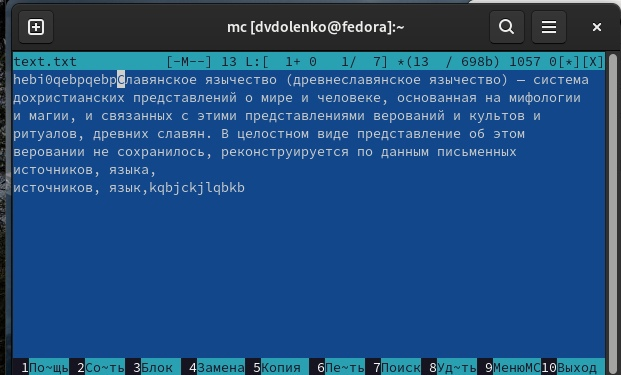 mc [dvdolenko@fedora]:~
text.txt [-M--] 13 L:[ 1+ 0 1/ 7] *(13 / 698b) 1057 0[*][X]
hebi0qebpqebpСлавянское язычество (древнеславянское язычество) — система
дохристианских представлений о мире и человеке, основанная на мифологии
и магии, и связанных с этими представлениями верований и культов и
ритуалов, древних славян. В целостном виде представление об этом
веровании не сохранилось, реконструируется по данным письменных
источников, языка,
источников, язык,kqbjckjlqbkb
1По~щь 2Со~ть 3Блок 4Замена 5Копия 6Пе~ть 7Поиск 8Уд~ть 9МенюМС 10Выход